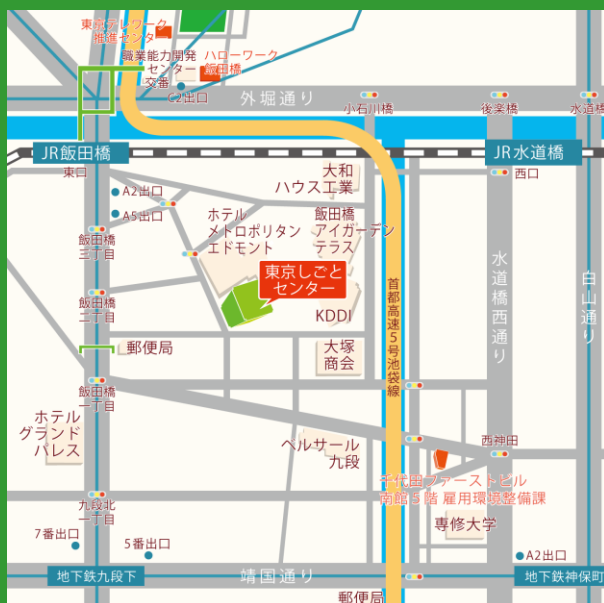 東京テレワーク
推進センター
職業能力開発
センター
ハローワーク
飯田橋
交番
C2出口
外堀通り
小石川橋
後楽橋
水道橋
JR飯田橋
JR水道橋
東口
西口
A2出口
A5出口
大和
ハウス工業
ホテル
メトロポリタン
エドモント
飯田橋
アイガーデン
テラス
飯田橋
三丁目
東京しごと
センター
首都高速5号池袋線
水道橋西通り
白山通り
飯田橋
二丁目
KDDI
郵便局
大塚
商会
飯田橋
一丁目
ホテル
グランド
パレス
ベルサール
九段
西神田
千代田ファーストビル
南館5階 雇用環境整備課
九段北
一丁目
専修大学
7番出口
5番出口
A2出口
地下鉄九段下
靖国通り
地下鉄神保町
郵便局